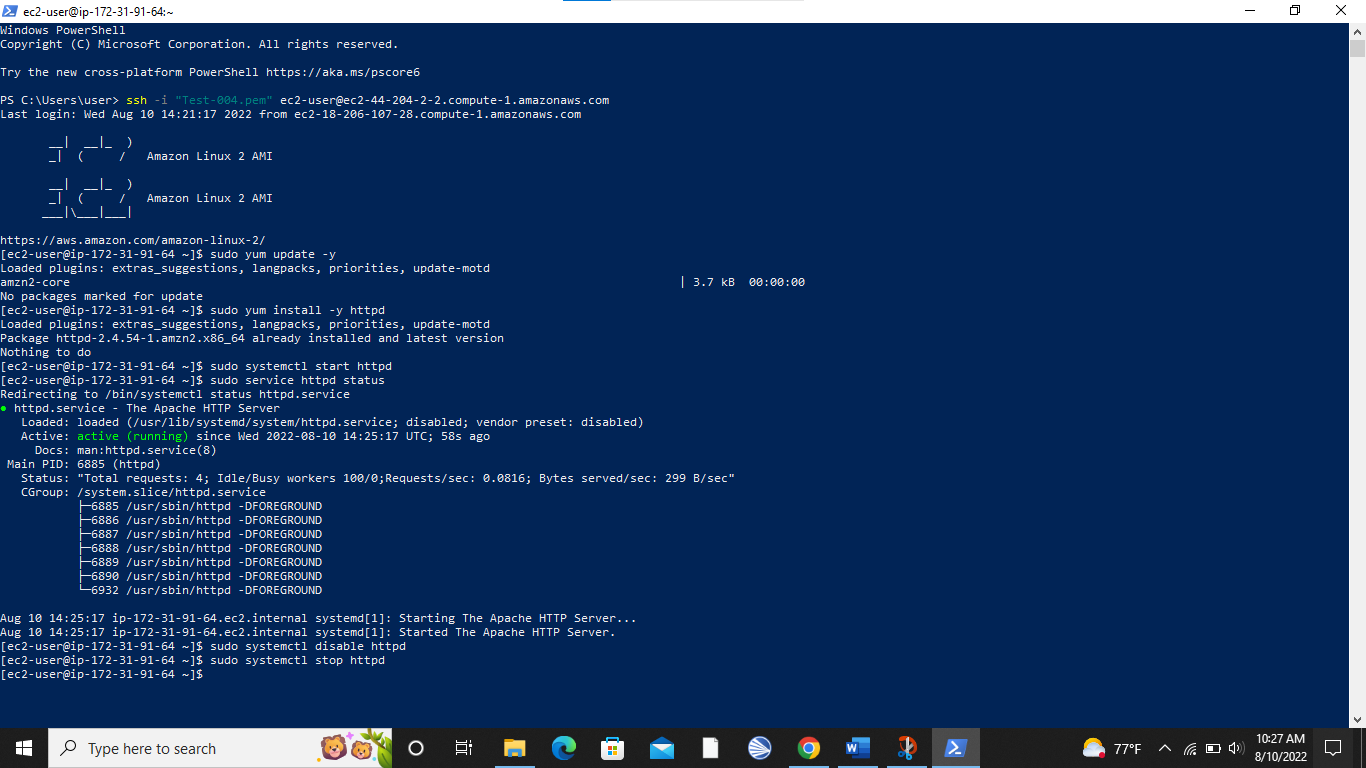 ec2-user@ip-172-31-91-64:~
Windows PowerShell
Copyright (C) Microsoft Corporation. All rights reserved.
Try the new cross-platform PowerShell https://aka.ms/pscore6
PS C:\Users\user> ssh -i "Test-004.pem" ec2-user@ec2-44-204-2-2.compute-1.amazonaws.com
Last login: Wed Aug 10 14:21:17 2022 from ec2-18-206-107-28.compute-1.amazonaws.com
       __|  __|_  )
       _|  (     /   Amazon Linux 2 AMI
       __|  __|_  )
       _|  (     /   Amazon Linux 2 AMI
      ___|\___|___|
https://aws.amazon.com/amazon-linux-2/
[ec2-user@ip-172-31-91-64 ~]$ sudo yum update -y
Loaded plugins: extras_suggestions, langpacks, priorities, update-motd
amzn2-core | 3.7 kB  00:00:00
No packages marked for update
[ec2-user@ip-172-31-91-64 ~]$ sudo yum install -y httpd
Loaded plugins: extras_suggestions, langpacks, priorities, update-motd
Package httpd-2.4.54-1.amzn2.x86_64 already installed and latest version
Nothing to do
[ec2-user@ip-172-31-91-64 ~]$ sudo systemctl start httpd
[ec2-user@ip-172-31-91-64 ~]$ sudo service httpd status
Redirecting to /bin/systemctl status httpd.service
● httpd.service - The Apache HTTP Server
   Loaded: loaded (/usr/lib/systemd/system/httpd.service; disabled; vendor preset: disabled)
   Active: active (running) since Wed 2022-08-10 14:25:17 UTC; 58s ago
     Docs: man:httpd.service(8)
 Main PID: 6885 (httpd)
   Status: "Total requests: 4; Idle/Busy workers 100/0;Requests/sec: 0.0816; Bytes served/sec: 299 B/sec"
   CGroup: /system.slice/httpd.service
           ├─6885 /usr/sbin/httpd -DFOREGROUND
           ├─6886 /usr/sbin/httpd -DFOREGROUND
           ├─6887 /usr/sbin/httpd -DFOREGROUND
           ├─6888 /usr/sbin/httpd -DFOREGROUND
           ├─6889 /usr/sbin/httpd -DFOREGROUND
           ├─6890 /usr/sbin/httpd -DFOREGROUND
           └─6932 /usr/sbin/httpd -DFOREGROUND
Aug 10 14:25:17 ip-172-31-91-64.ec2.internal systemd[1]: Starting The Apache HTTP Server...
Aug 10 14:25:17 ip-172-31-91-64.ec2.internal systemd[1]: Started The Apache HTTP Server.
[ec2-user@ip-172-31-91-64 ~]$ sudo systemctl disable httpd
[ec2-user@ip-172-31-91-64 ~]$ sudo systemctl stop httpd
[ec2-user@ip-172-31-91-64 ~]$
Type here to search
W
77°F
10:27 AM
8/10/2022